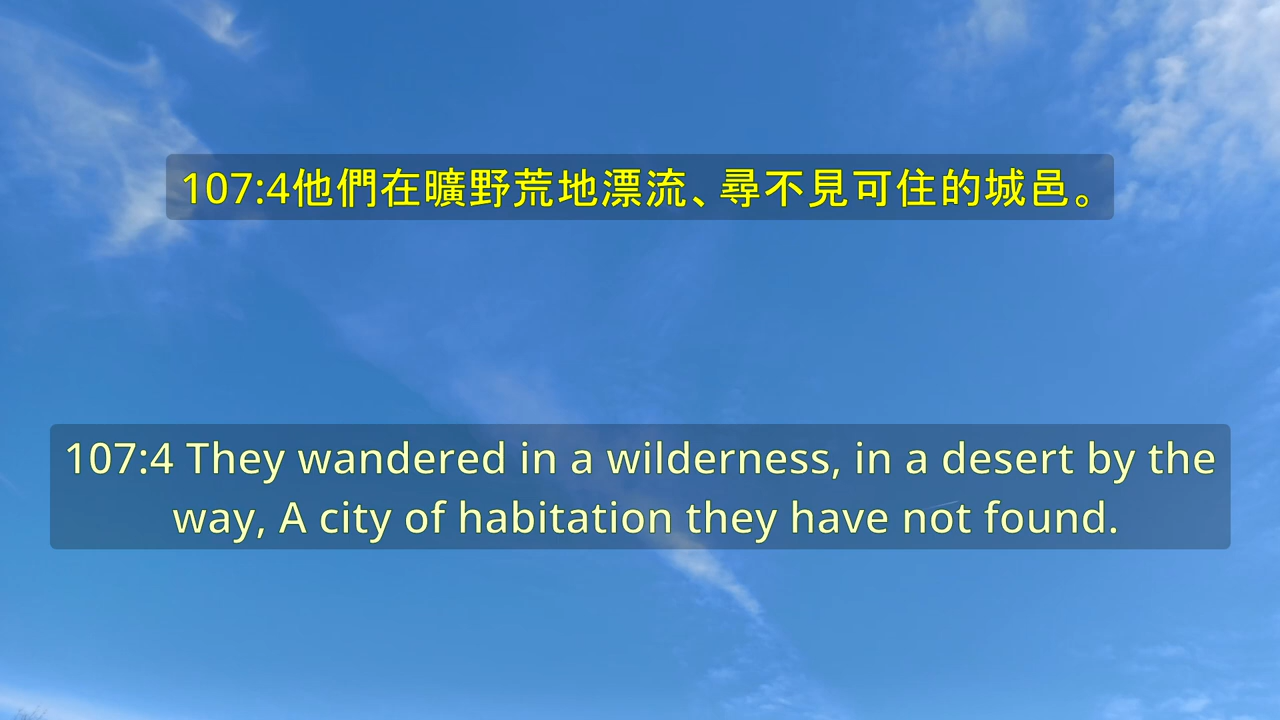 107:4他們在曠野荒地漂流、尋不見可住的城邑。
107:4 They wandered in a wilderness, in a desert by the
way, A city of habitation they have not found.